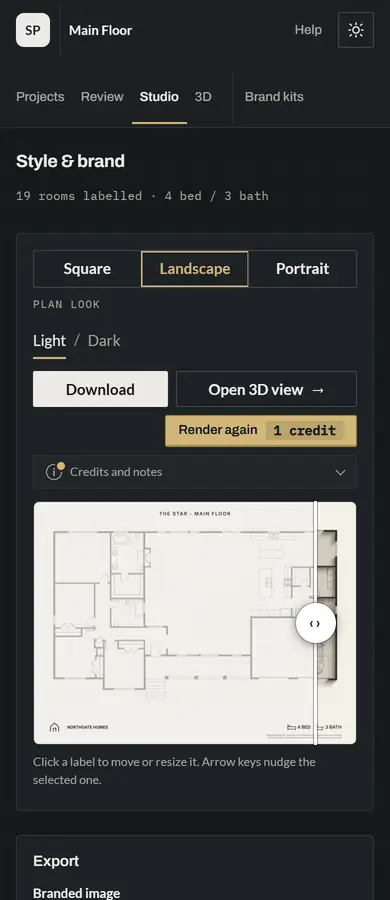 SP
Main Floor
Help
Projects
Review
Studio
3D
Brand kits
Style & brand
19 rooms labelled · 4 bed / 3 bath
Square
Landscape
Portrait
PLAN LOOK
Light / Dark
Download
Open 3D view →
Render again 1 credit
Credits and notes
THE STAR - MAIN FLOOR
NORTHGATE HOMES
4 BED
3 BATH
Click a label to move or resize it. Arrow keys nudge the
selected one.
Export
Branded image